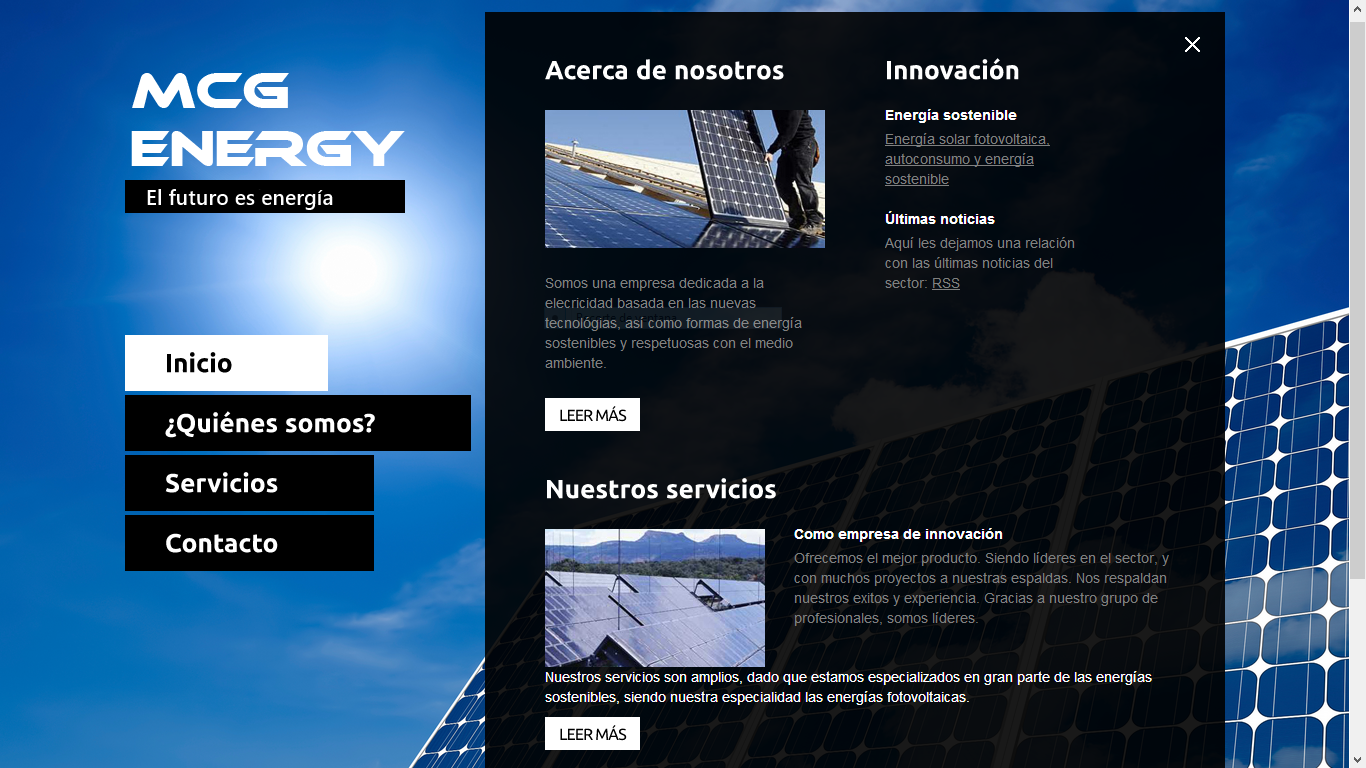 MCG
ENERGY
El futuro es energía
Inicio
¿Quiénes somos?
Servicios
Contacto
Acerca de nosotros
Somos una empresa dedicada a la
elecricidad basada en las nuevas
tecnológias, así como formas de energía
sostenibles y respetuosas con el medio
ambiente.
LEER MÁS
Innovación
Energía sostenible
Energía solar fotovoltaica,
autoconsumo y energía
sostenible
Últimas noticias
Aquí les dejamos una relación
con las últimas noticias del
sector: RSS
Nuestros servicios
Como empresa de innovación
Ofrecemos el mejor producto. Siendo líderes en el sector, y
con muchos proyectos a nuestras espaldas. Nos respaldan
nuestros exitos y experiencia. Gracias a nuestro grupo de
profesionales, somos líderes.
Nuestros servicios son amplios, dado que estamos especializados en gran parte de las energías
sostenibles, siendo nuestra especialidad las energías fotovoltaicas.
LEER MÁS